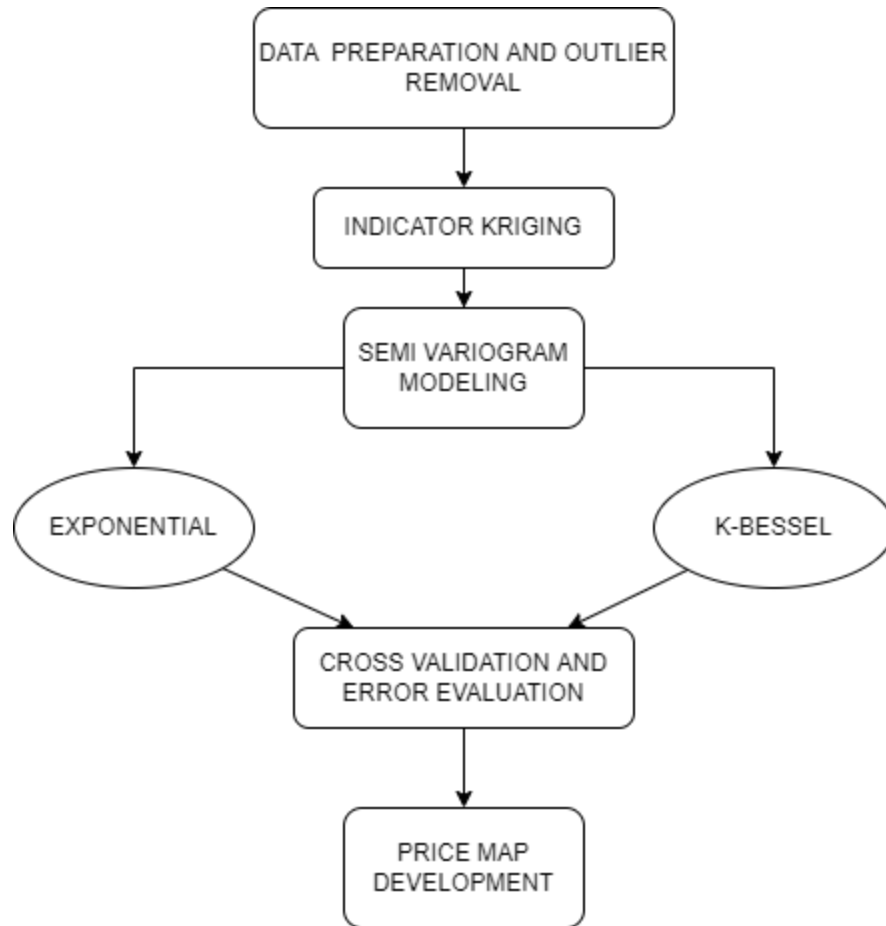 DATA PREPARATION AND OUTLIER
REMOVAL
INDICATOR KRIGING
SEMI VARIOGRAM
MODELING
EXPONENTIAL
K-BESSEL
CROSS VALIDATION AND
ERROR EVALUATION
PRICE MAP
DEVELOPMENT